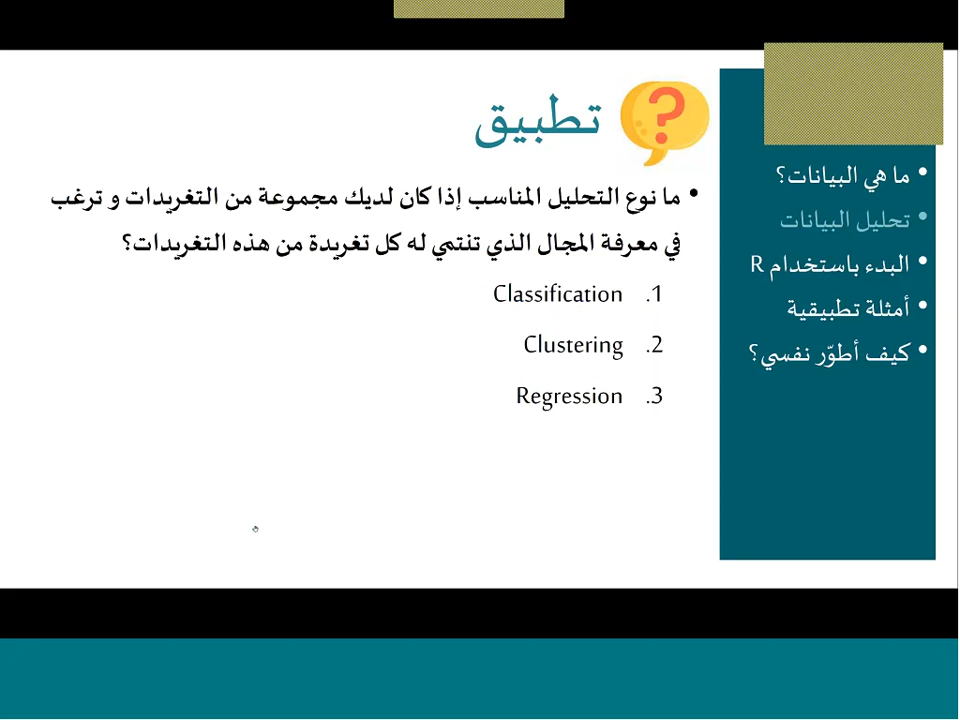 تطبيق
• ما نوع التحليل المناسب إذا كان لديك مجموعة من التغريدات و ترغب
في معرفة المجال الذي تنتمي له كل تغريدة من هذه التغريدات؟
1. Classification
2. Clustering
3. Regression
• ما هي البيانات؟
• تحليل البيانات
• البدء باستخدام R
• أمثلة تطبيقية
• كيف أطوّر نفسي؟